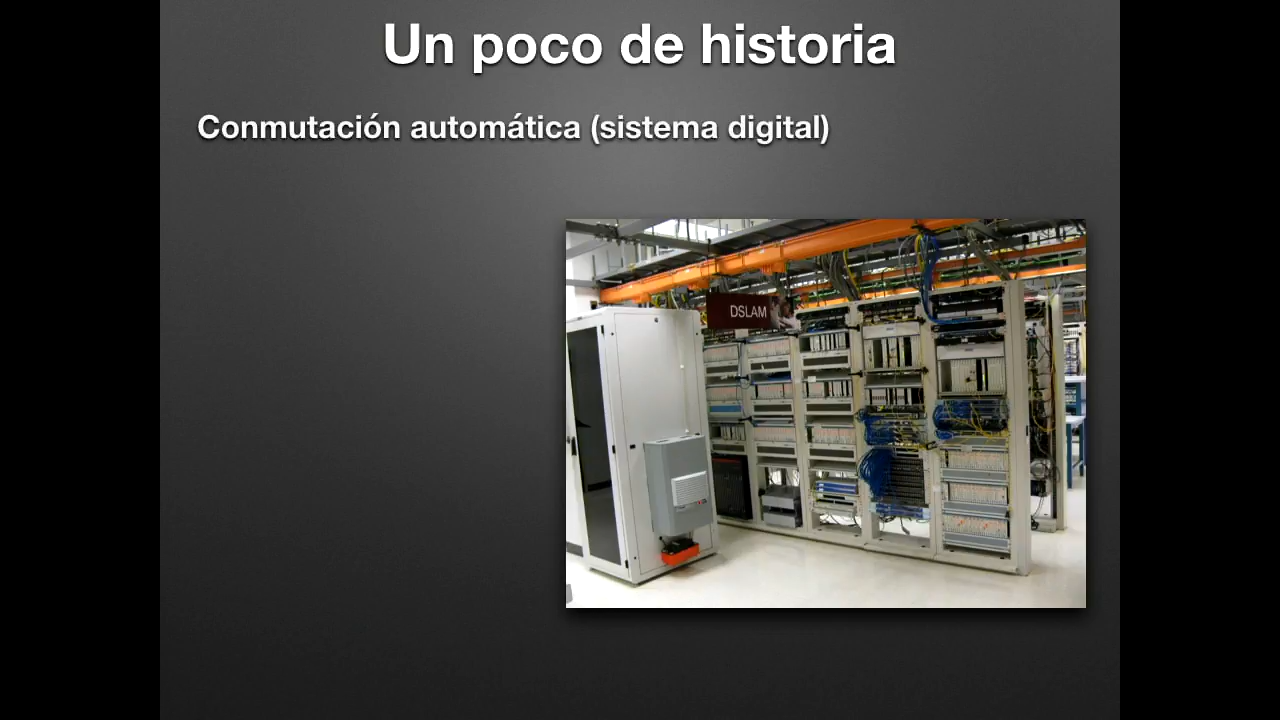 Un poco de historia
Conmutación automática (sistema digital)
DSLAM